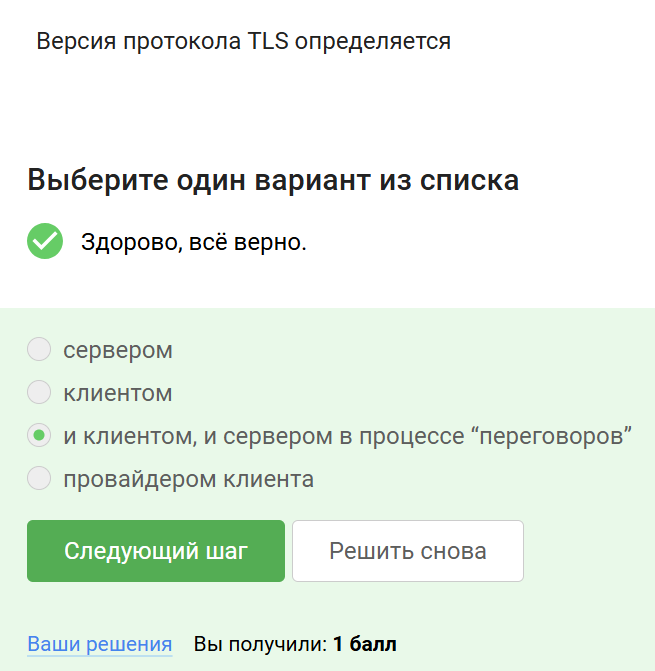 Версия протокола TLS определяется
Выберите один вариант из списка
Здорово, всё верно.
сервером
клиентом
и клиентом, и сервером в процессе “переговоров”
провайдером клиента
Следующий шаг
Решить снова
Ваши решения Вы получили: 1 балл